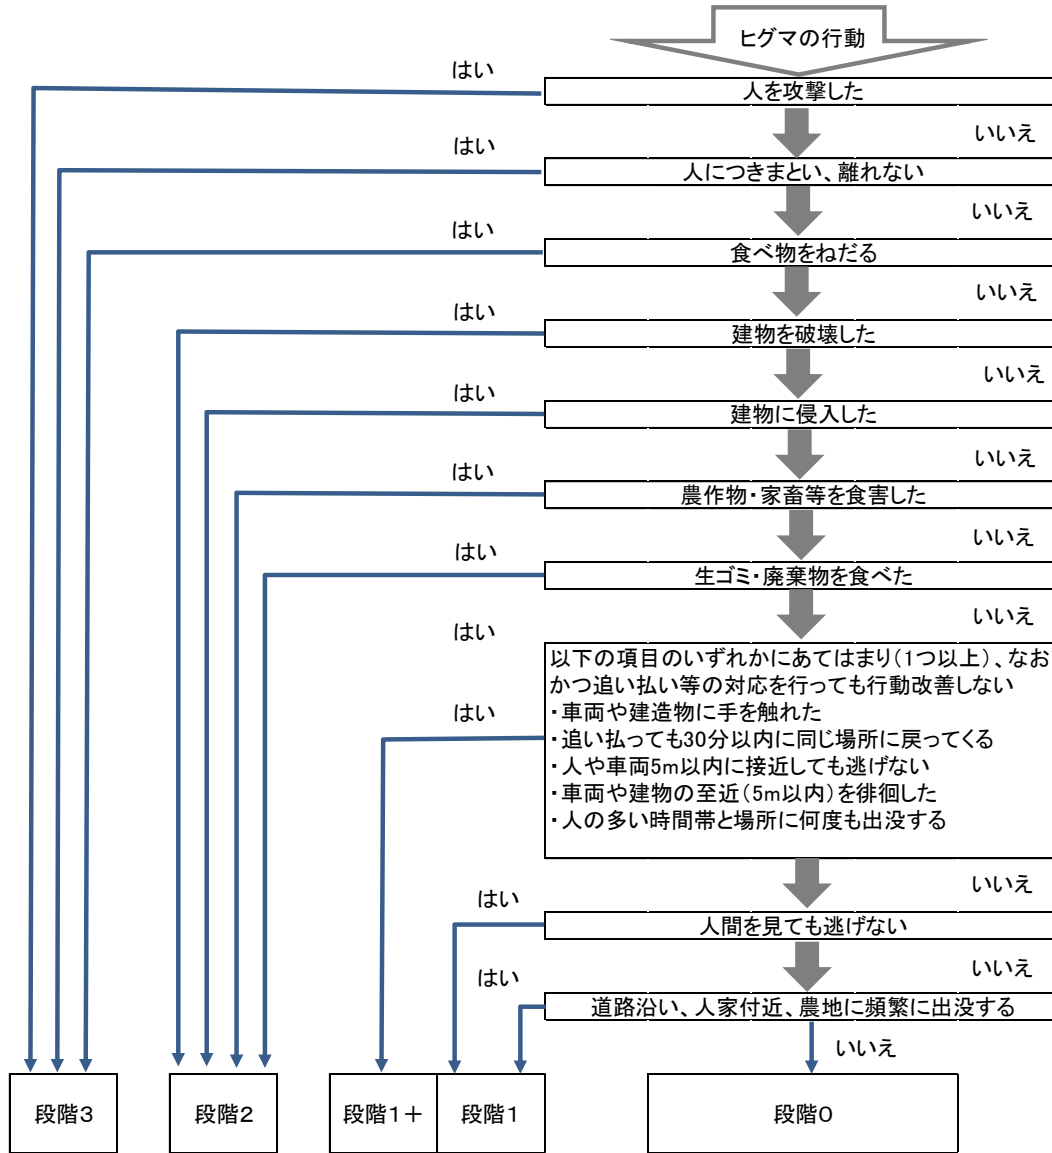 ヒグマの行動
はい
人を攻撃した
いいえ
はい
人につきまとい、離れない
いいえ
はい
食べ物をねだる
いいえ
はい
建物を破壊した
いいえ
はい
建物に侵入した
いいえ
はい
農作物・家畜等を食害した
いいえ
はい
生ゴミ・廃棄物を食べた
いいえ
はい
以下の項目のいずれかにあてはまり(1つ以上)、なお
かつ追い払い等の対応を行っても行動改善しない
・車両や建造物に手を触れた
はい
・追い払っても30分以内に同じ場所に戻ってくる
・人や車両5m以内に接近しても逃げない
・車両や建物の至近(5m以内)を徘徊した
・人の多い時間帯と場所に何度も出没する
いいえ
はい
人間を見ても逃げない
いいえ
はい
道路沿い、人家付近、農地に頻繁に出没する
いいえ
段階3
段階2
段階1+
段階1
段階0